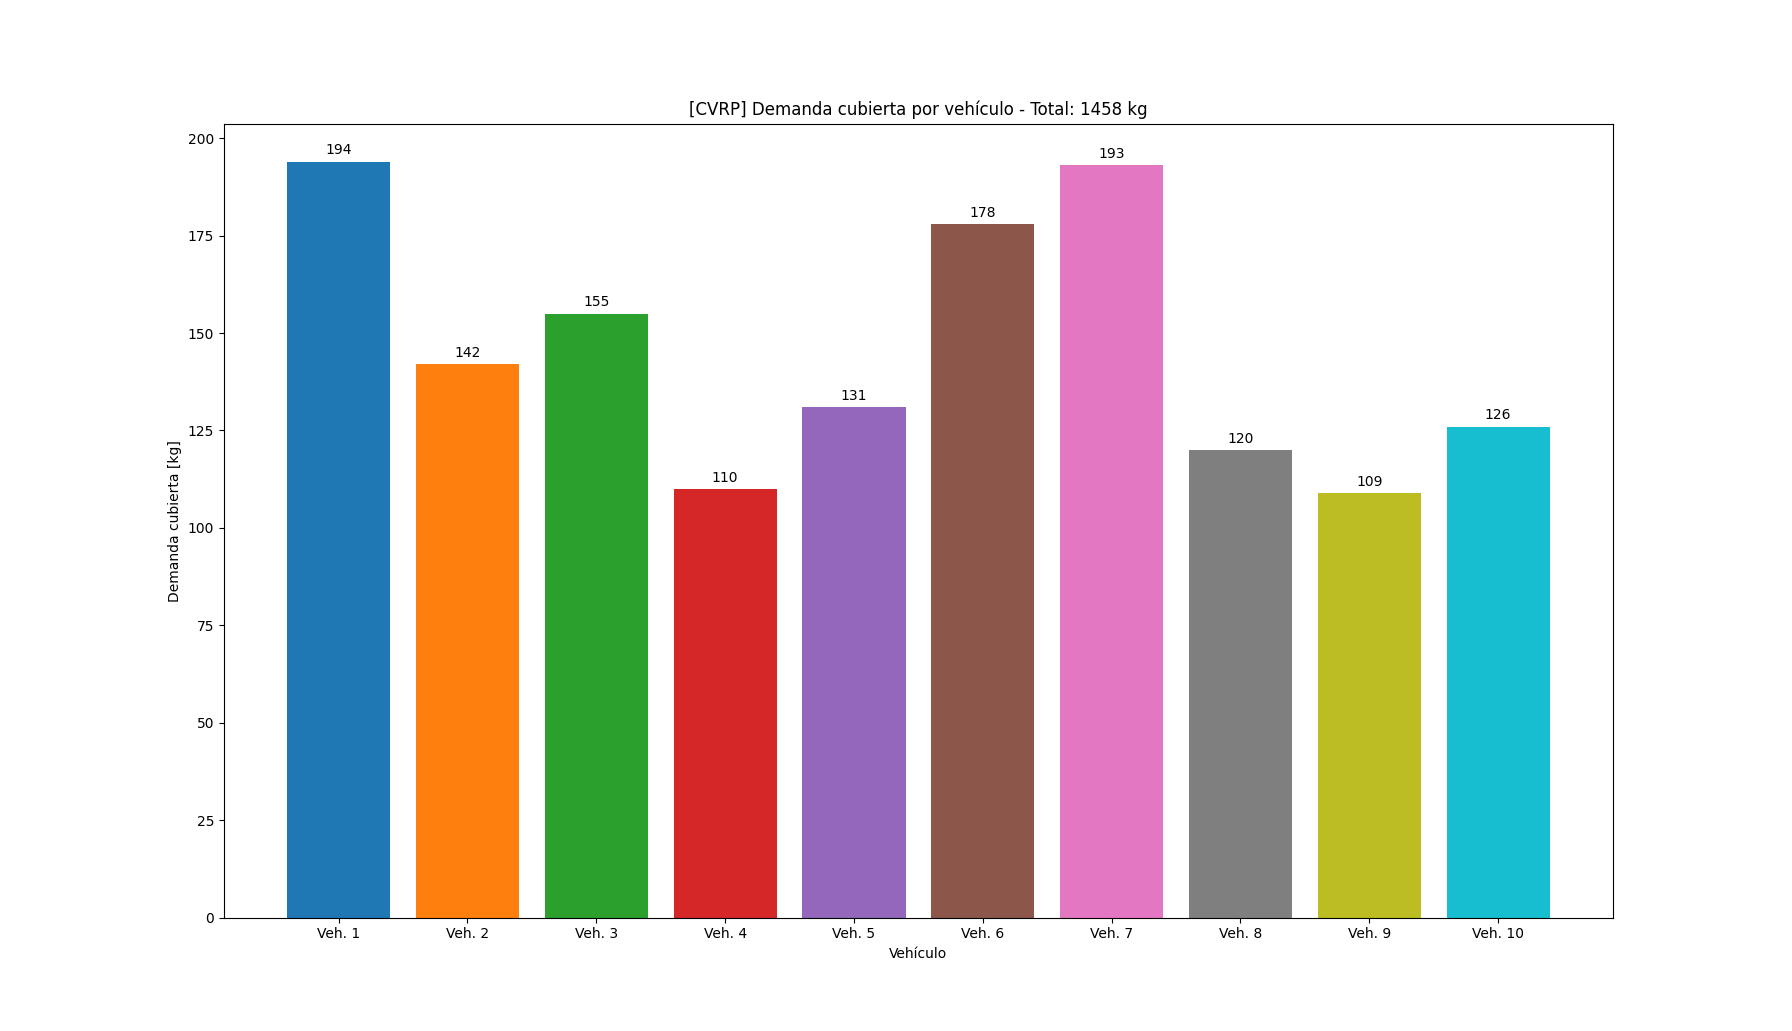 [CVRP] Demanda cubierta por vehículo - Total: 1458 kg
200
175
150
125
100
75
50
25
0
Demanda cubierta [kg]
194
142
155
110
131
178
193
120
109
126
Veh. 1
Veh. 2
Veh. 3
Veh. 4
Veh. 5
Veh. 6
Veh. 7
Veh. 8
Veh. 9
Veh. 10
Vehículo